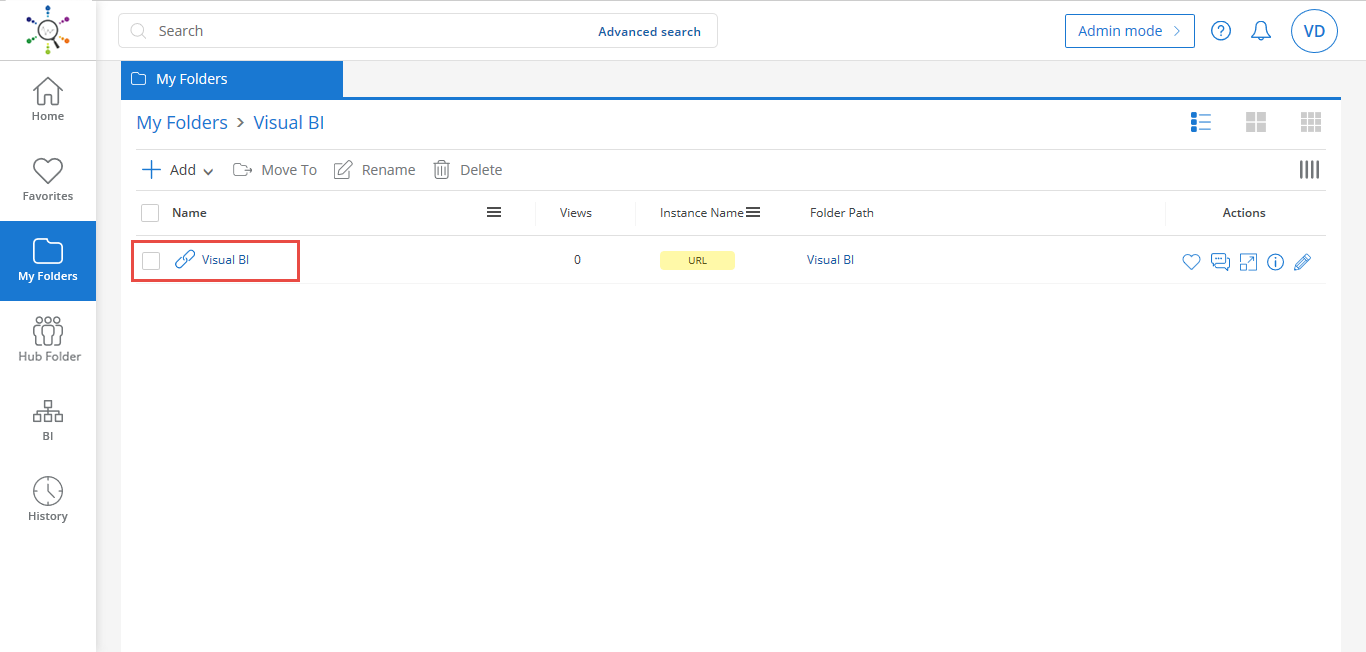 Search
Advanced search
Admin mode
VD
Home
Favorites
My Folders
Hub Folder
BI
History
My Folders
My Folders > Visual BI
Add Move To Rename Delete
Name Views Instance Name Folder Path Actions
Visual BI 0 URL Visual BI